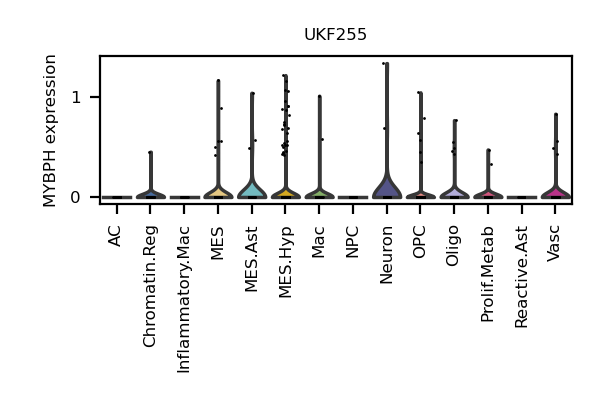 UKF255
MYBPH expression
1
0
AC
Chromatin.Reg
Inflammatory.Mac
MES
MES.Ast
MES.Hyp
Mac
NPC
Neuron
OPC
Oligo
Prolif.Metab
Reactive.Ast
Vasc